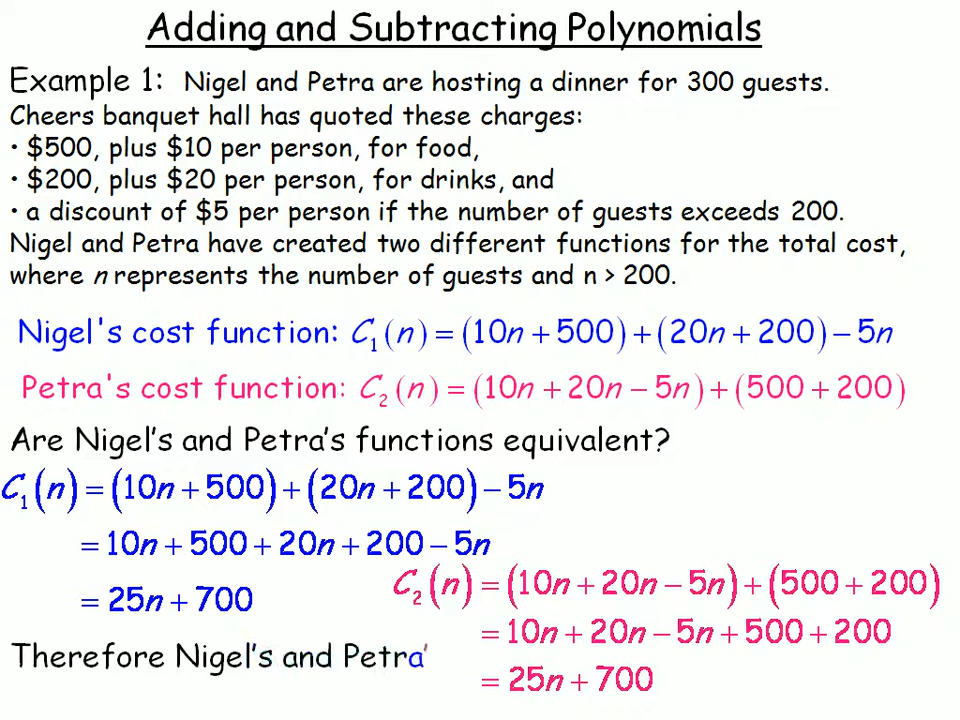 Adding and Subtracting Polynomials
Example 1: Nigel and Petra are hosting a dinner for 300 guests.
Cheers banquet hall has quoted these charges:
• $500, plus $10 per person, for food,
• $200, plus $20 per person, for drinks, and
• a discount of $5 per person if the number of guests exceeds 200.
Nigel and Petra have created two different functions for the total cost,
where n represents the number of guests and n > 200.
Nigel's cost function: C₁(n) = (10n + 500) + (20n + 200) − 5n
Petra's cost function: C₂(n) = (10n + 20n − 5n) + (500 + 200)
Are Nigel's and Petra's functions equivalent?
C₁(n) = (10n + 500) + (20n + 200) − 5n
= 10n + 500 + 20n + 200 − 5n
= 25n + 700
C₂(n) = (10n + 20n − 5n) + (500 + 200)
= 10n + 20n − 5n + 500 + 200
= 25n + 700
Therefore Nigel's and Petra'